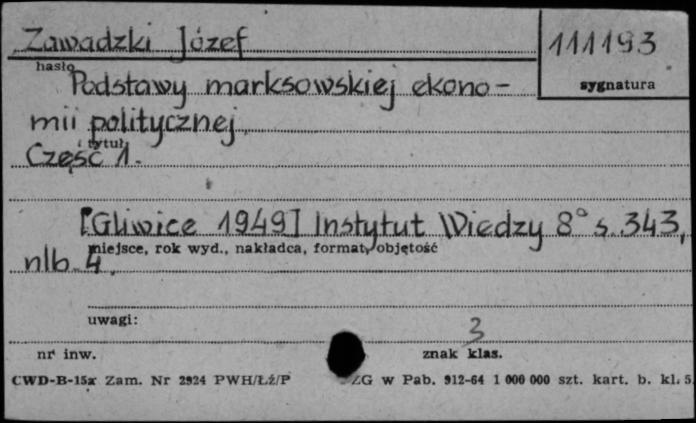 Zawadzki Józef
111193
hasło
sygnatura
Podstawy marksowskiej ekono-
mii politycznej
tytuł
Część 1.
[Gliwice 1949] Instytut Wiedzy 8° s. 343,
miejsce, rok wyd., nakładca, format, objętość
nlb. 4.
uwagi:
3
nr inw.
znak klas.
CWD-B-15a Zam. Nr 2924 PWH/Łź/P ZG w Pab. 912-64 1 000 000 szt. kart. b. kl. 5